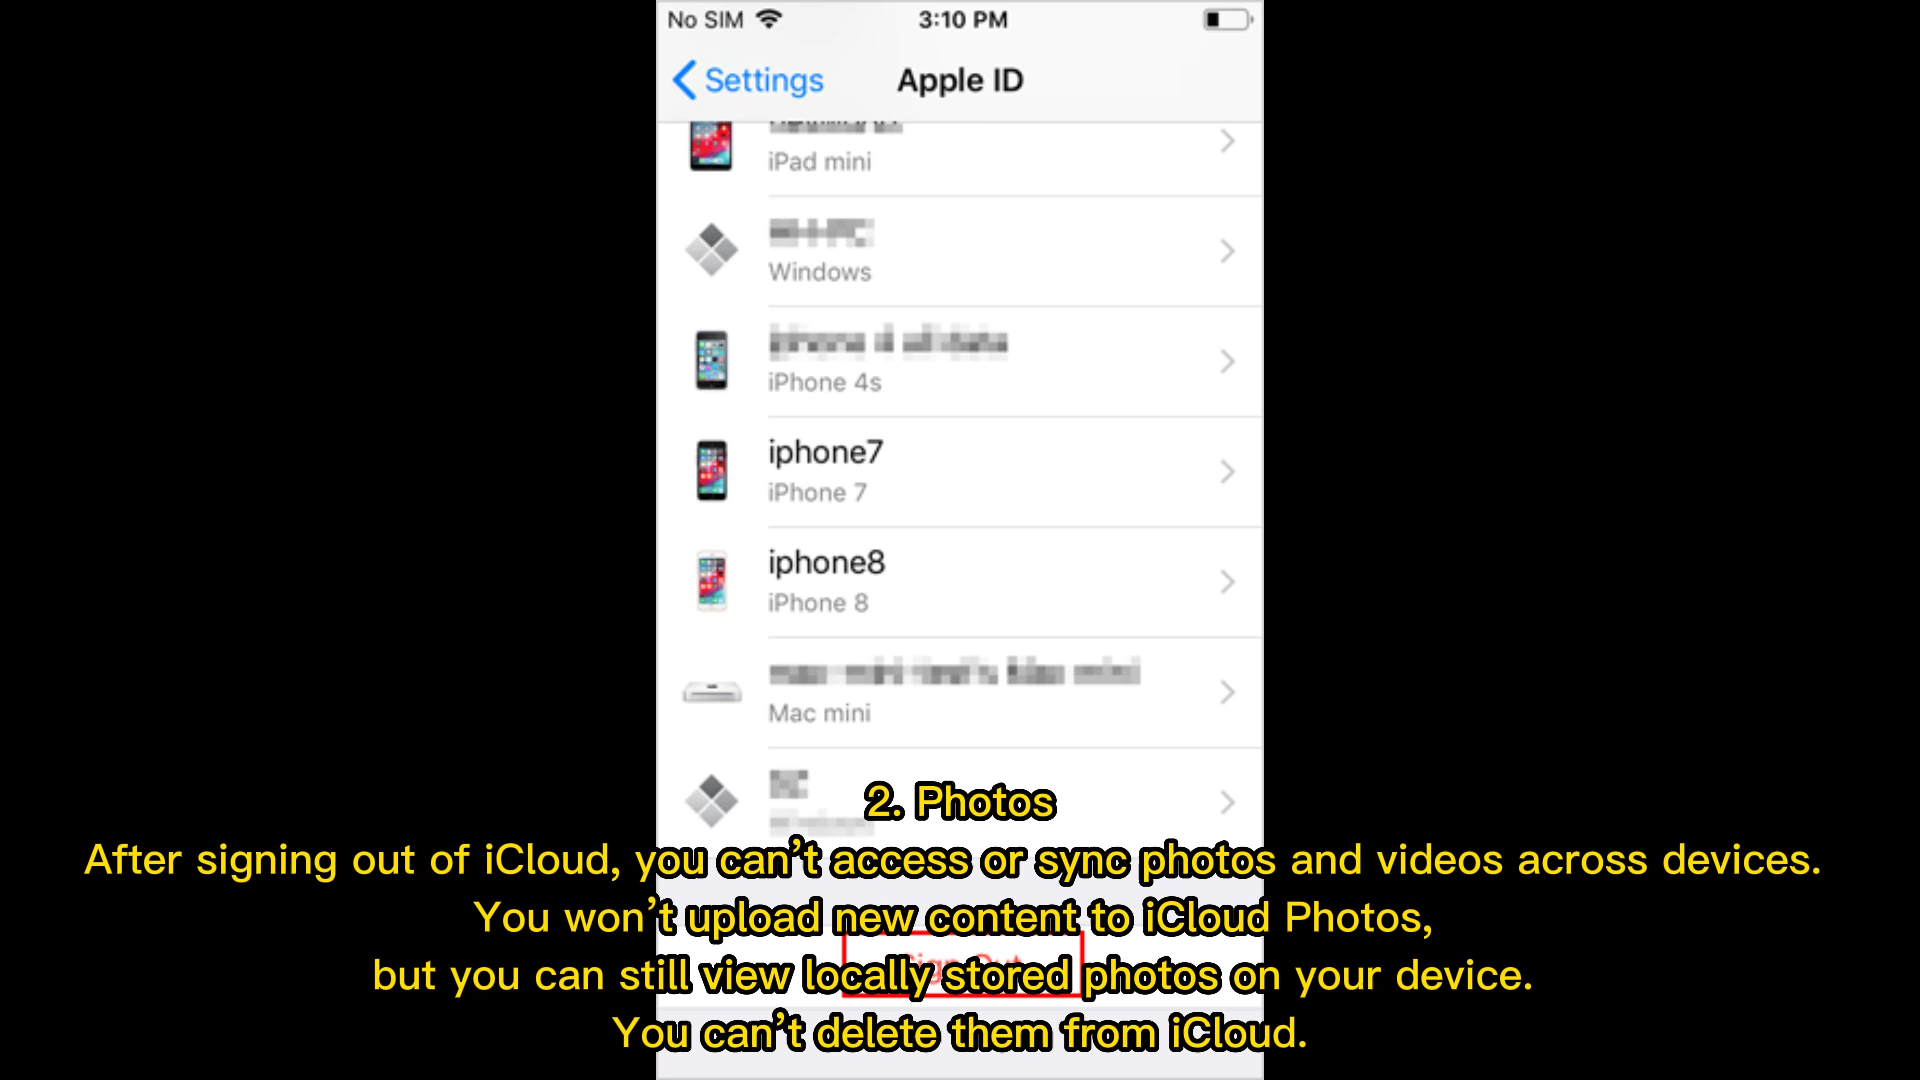 No SIM
3:10 PM
Settings
Apple ID
iPad mini
Windows
iPhone 4s
iphone7
iPhone 7
iphone8
iPhone 8
Mac mini
2. Photos
After signing out of iCloud, you can’t access or sync photos and videos across devices.
You won’t upload new content to iCloud Photos,
but you can still view locally stored photos on your device.
You can’t delete them from iCloud.